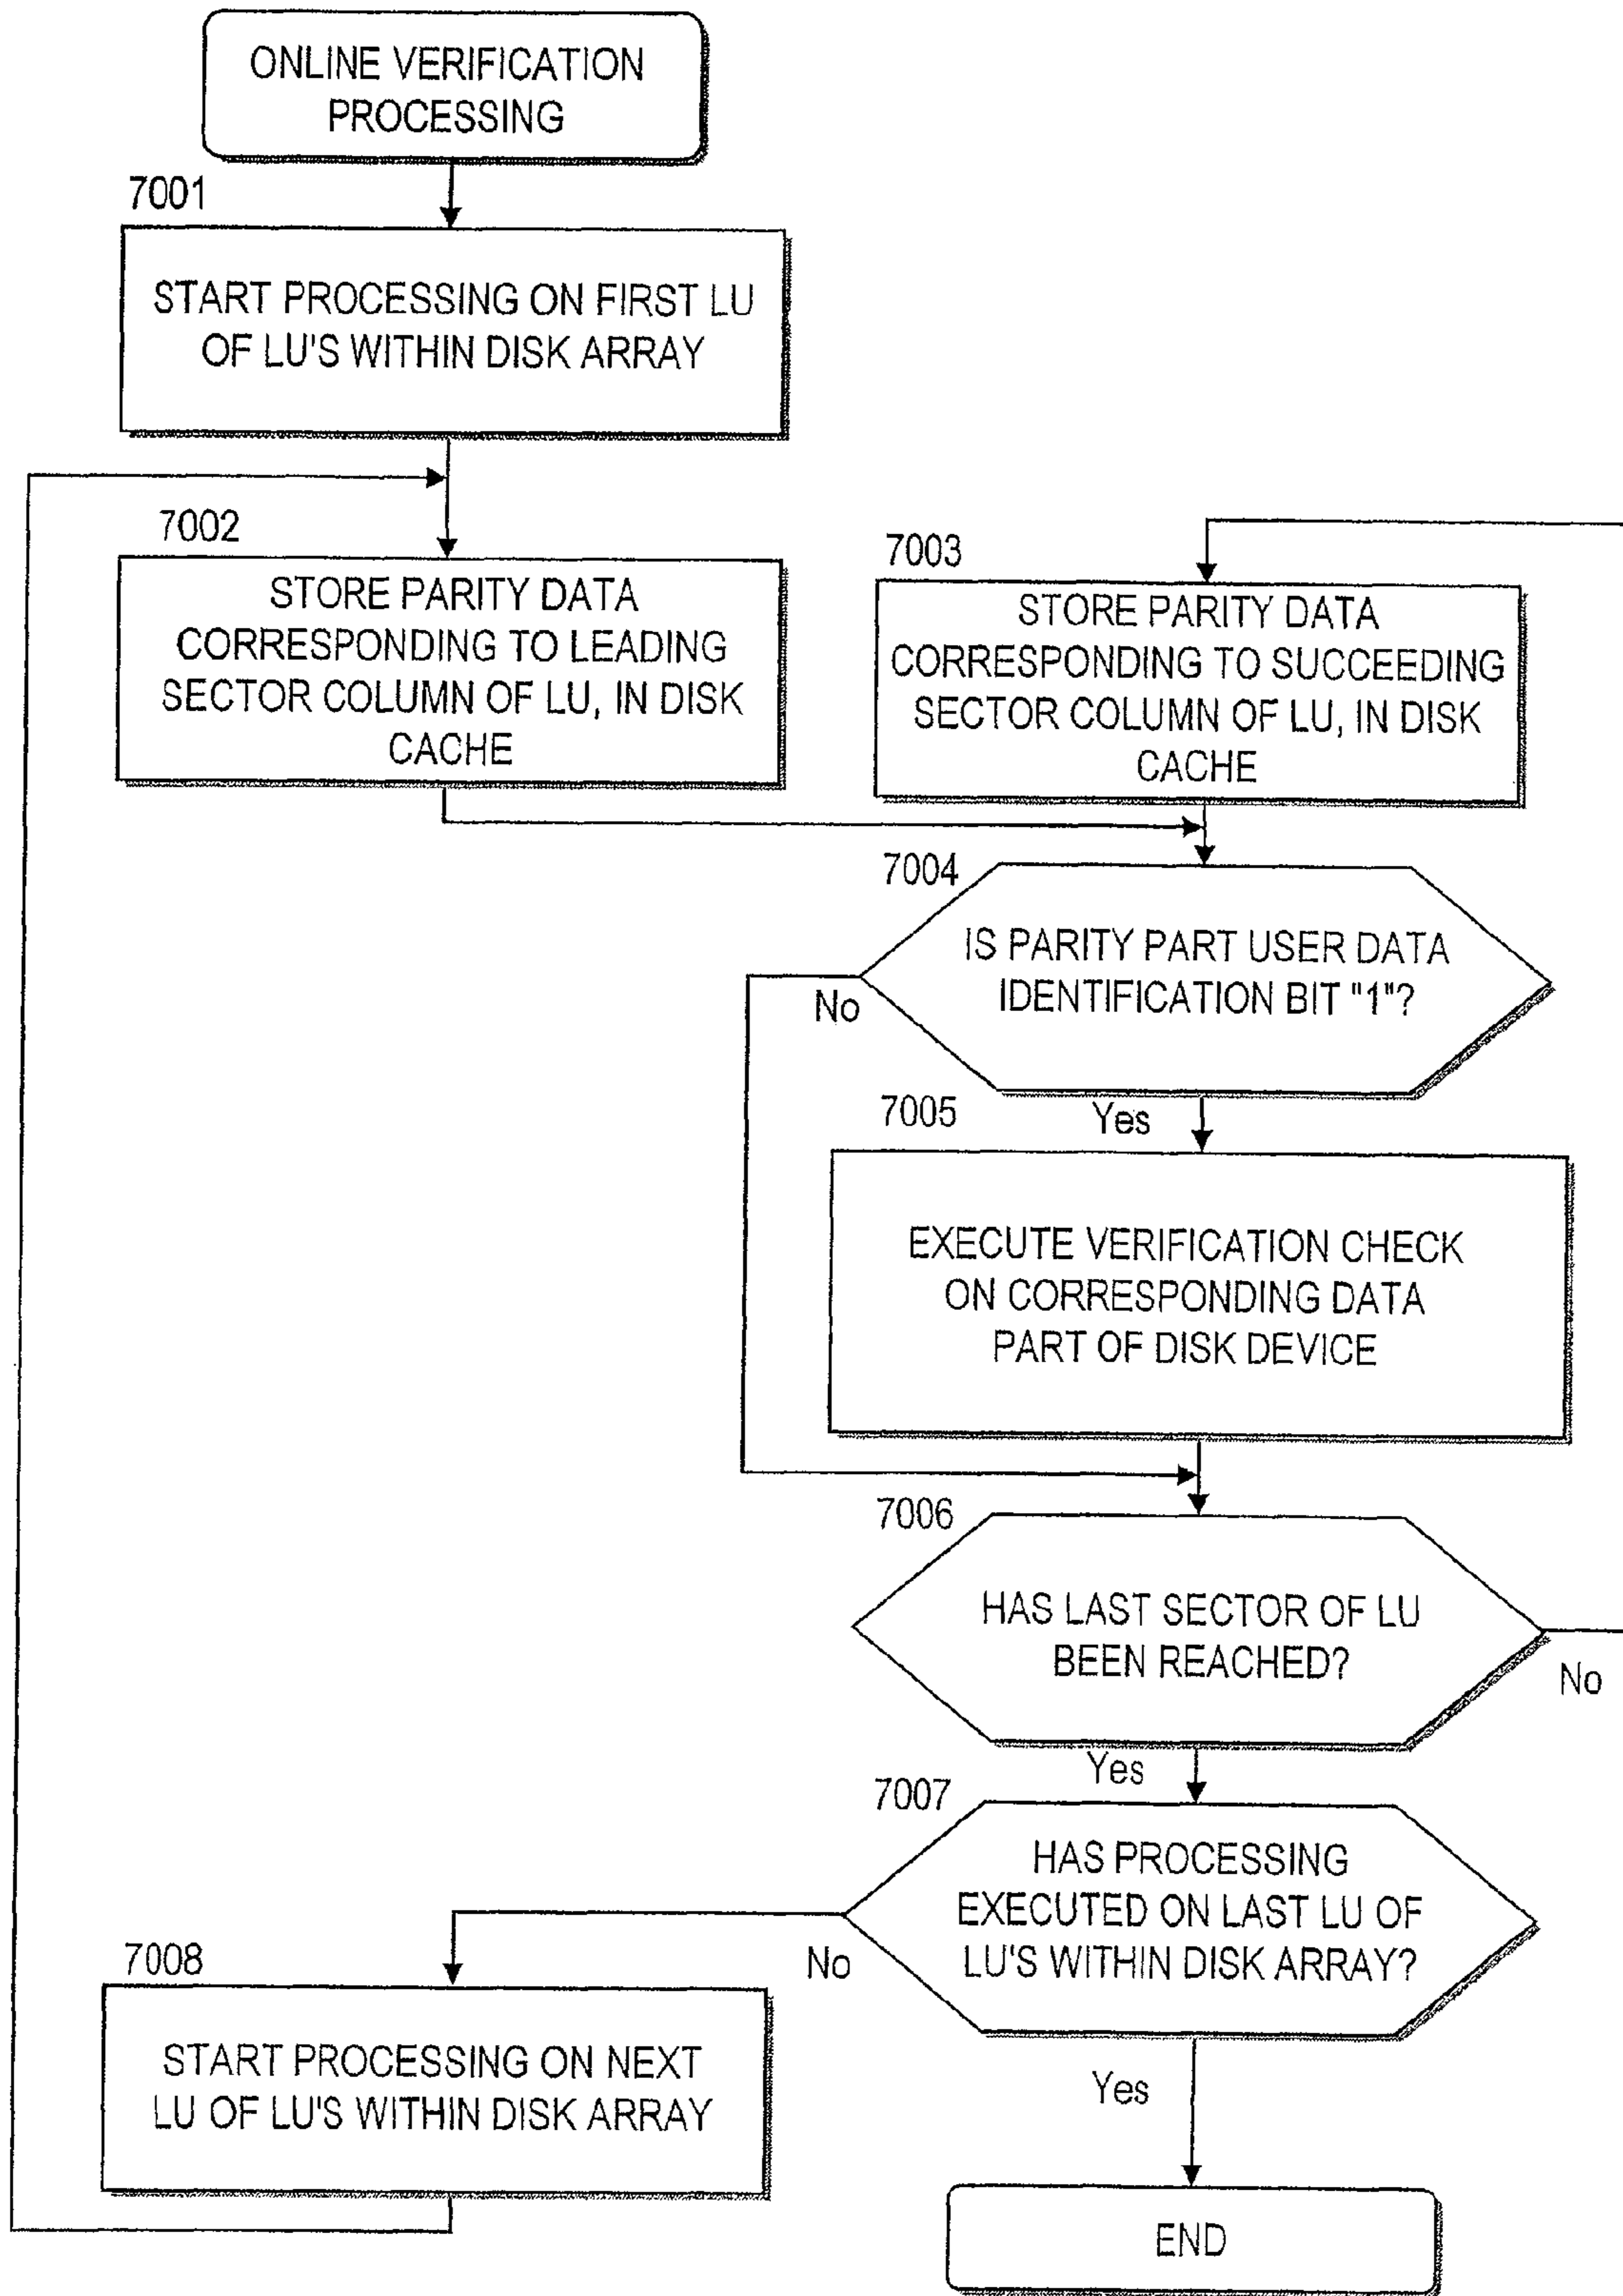 ONLINE VERIFICATION
PROCESSING
7001
START PROCESSING ON FIRST LU
OF LU'S WITHIN DISK ARRAY
7002
STORE PARITY DATA
CORRESPONDING TO LEADING
SECTOR COLUMN OF LU, IN DISK
CACHE
7003
STORE PARITY DATA
CORRESPONDING TO SUCCEEDING
SECTOR COLUMN OF LU, IN DISK
CACHE
7004
IS PARITY PART USER DATA
IDENTIFICATION BIT "1"?
No
Yes
7005
EXECUTE VERIFICATION CHECK
ON CORRESPONDING DATA
PART OF DISK DEVICE
7006
HAS LAST SECTOR OF LU
BEEN REACHED?
No
Yes
7007
HAS PROCESSING
EXECUTED ON LAST LU OF
LU'S WITHIN DISK ARRAY?
No
Yes
7008
START PROCESSING ON NEXT
LU OF LU'S WITHIN DISK ARRAY
END